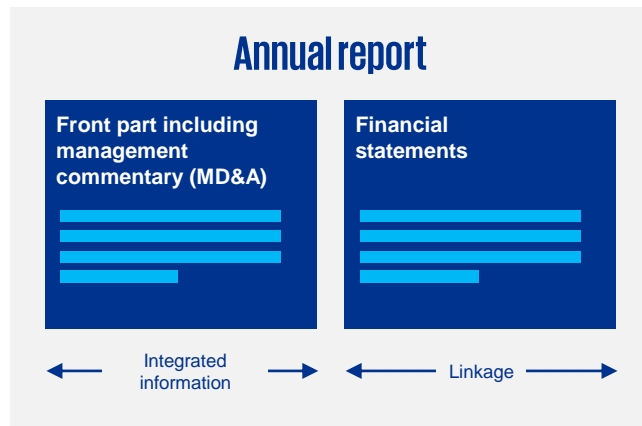 Annual report
Front part including
management
commentary (MD&A)
Financial
statements
Integrated
information
Linkage